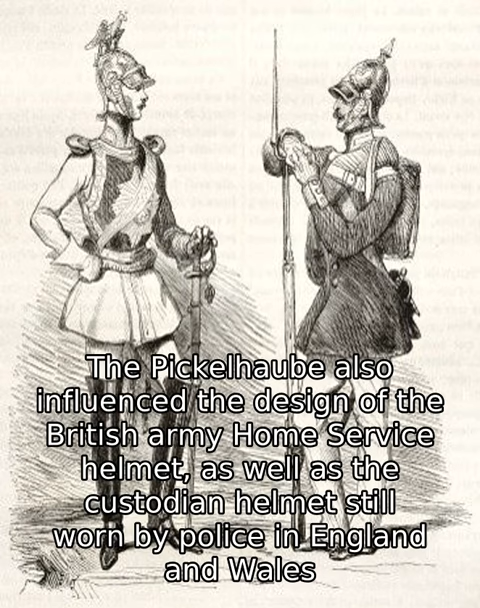 The Pickelhaube also
influenced the design of the
British army Home Service
helmet, as well as the
custodian helmet still
worn by police in England
and Wales